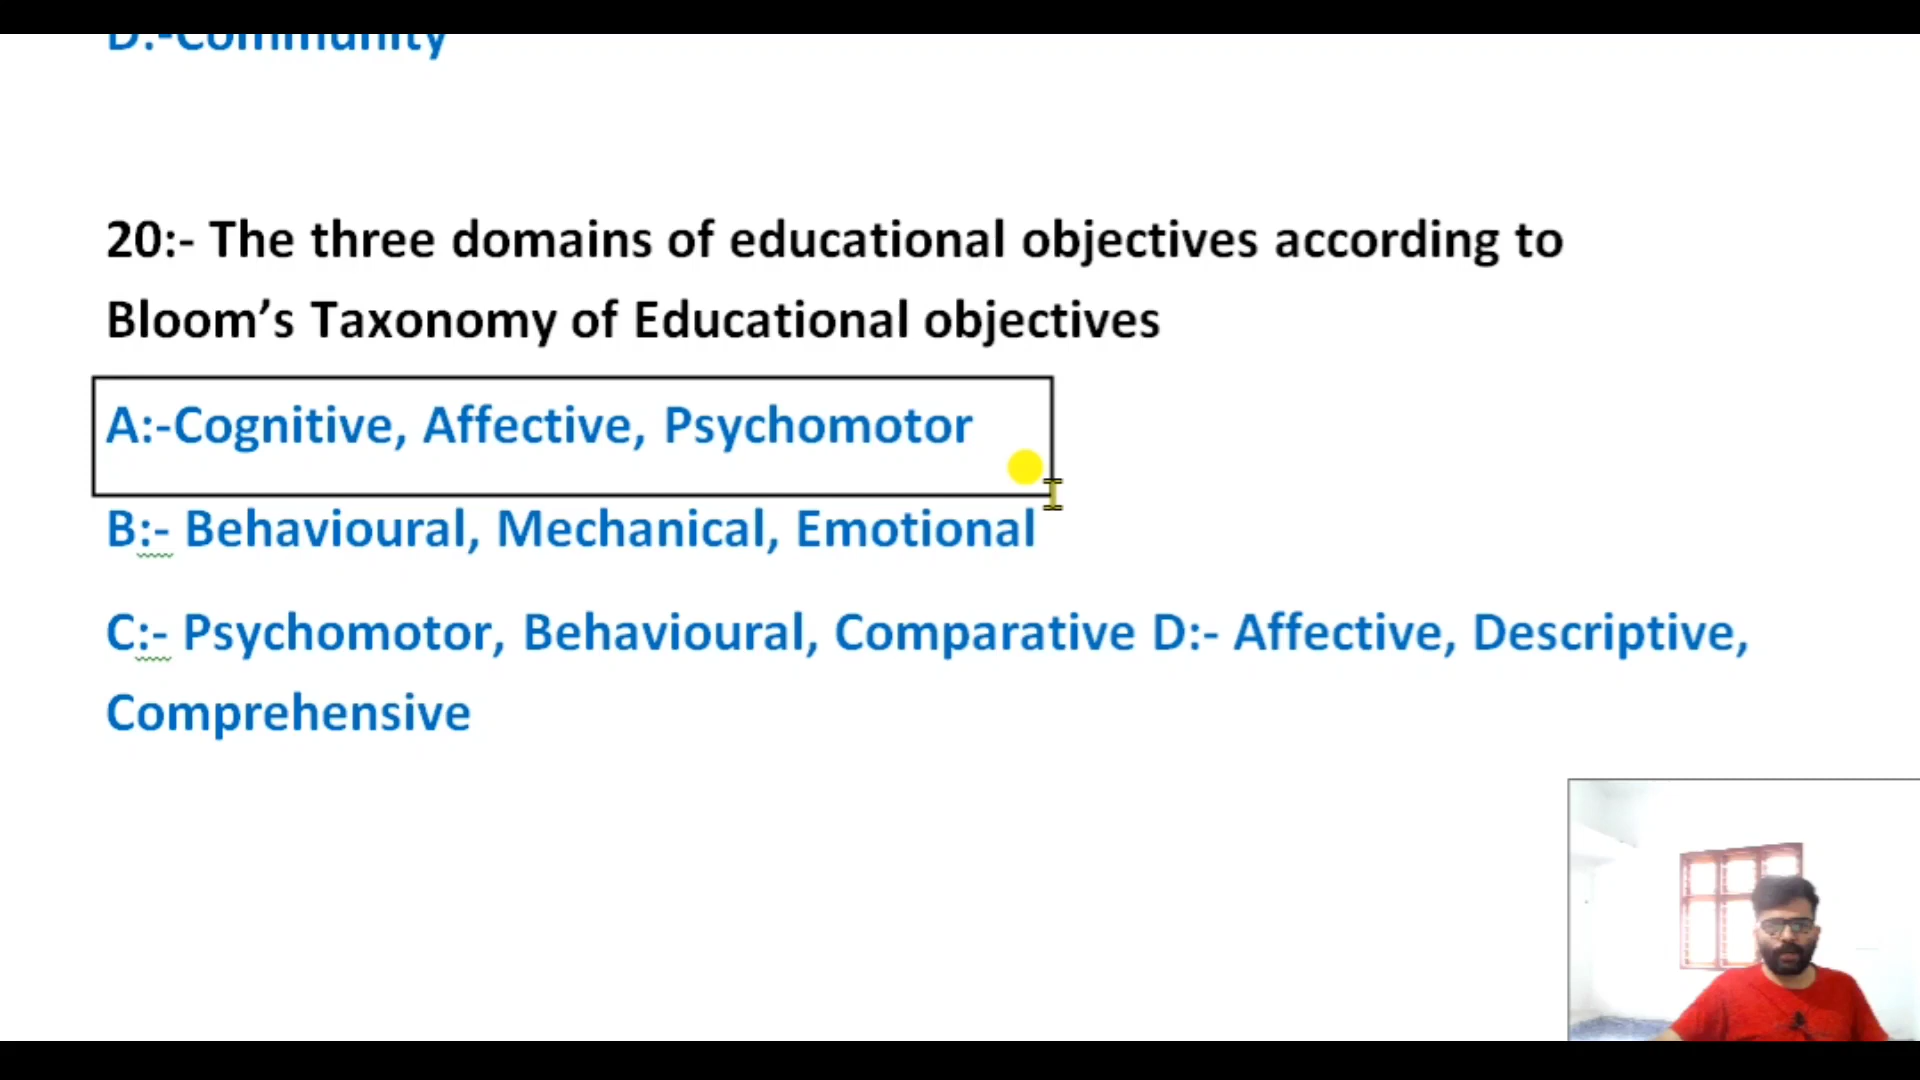 D:-Community
20:- The three domains of educational objectives according to
Bloom’s Taxonomy of Educational objectives
A:-Cognitive, Affective, Psychomotor
B:- Behavioural, Mechanical, Emotional
C:- Psychomotor, Behavioural, Comparative D:- Affective, Descriptive,
Comprehensive